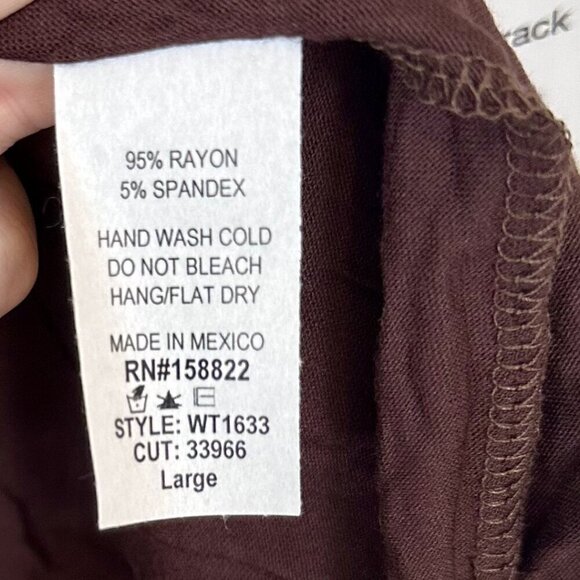 rack
95% RAYON
5% SPANDEX
HAND WASH COLD
DO NOT BLEACH
HANG/FLAT DRY
MADE IN MEXICO
RN#158822
STYLE: WT1633
CUT: 33966
Large